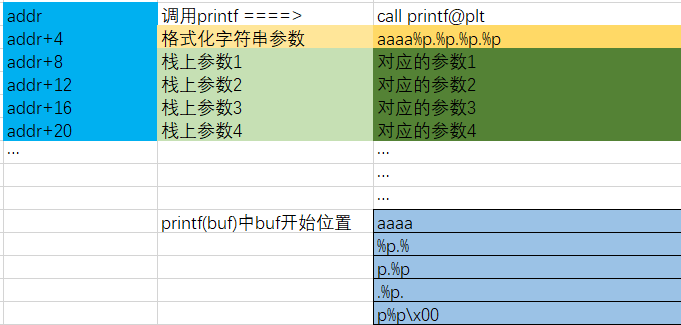 addr 调用printf ====> call printf@plt
addr+4 格式化字符串参数 aaaa%p.%p.%p.%p
addr+8 栈上参数1 对应的参数1
addr+12 栈上参数2 对应的参数2
addr+16 栈上参数3 对应的参数3
addr+20 栈上参数4 对应的参数4
... ...
...
...
printf(buf)中buf开始位置 aaaa
%p.%
p.%p
.%p.
p%p\x00